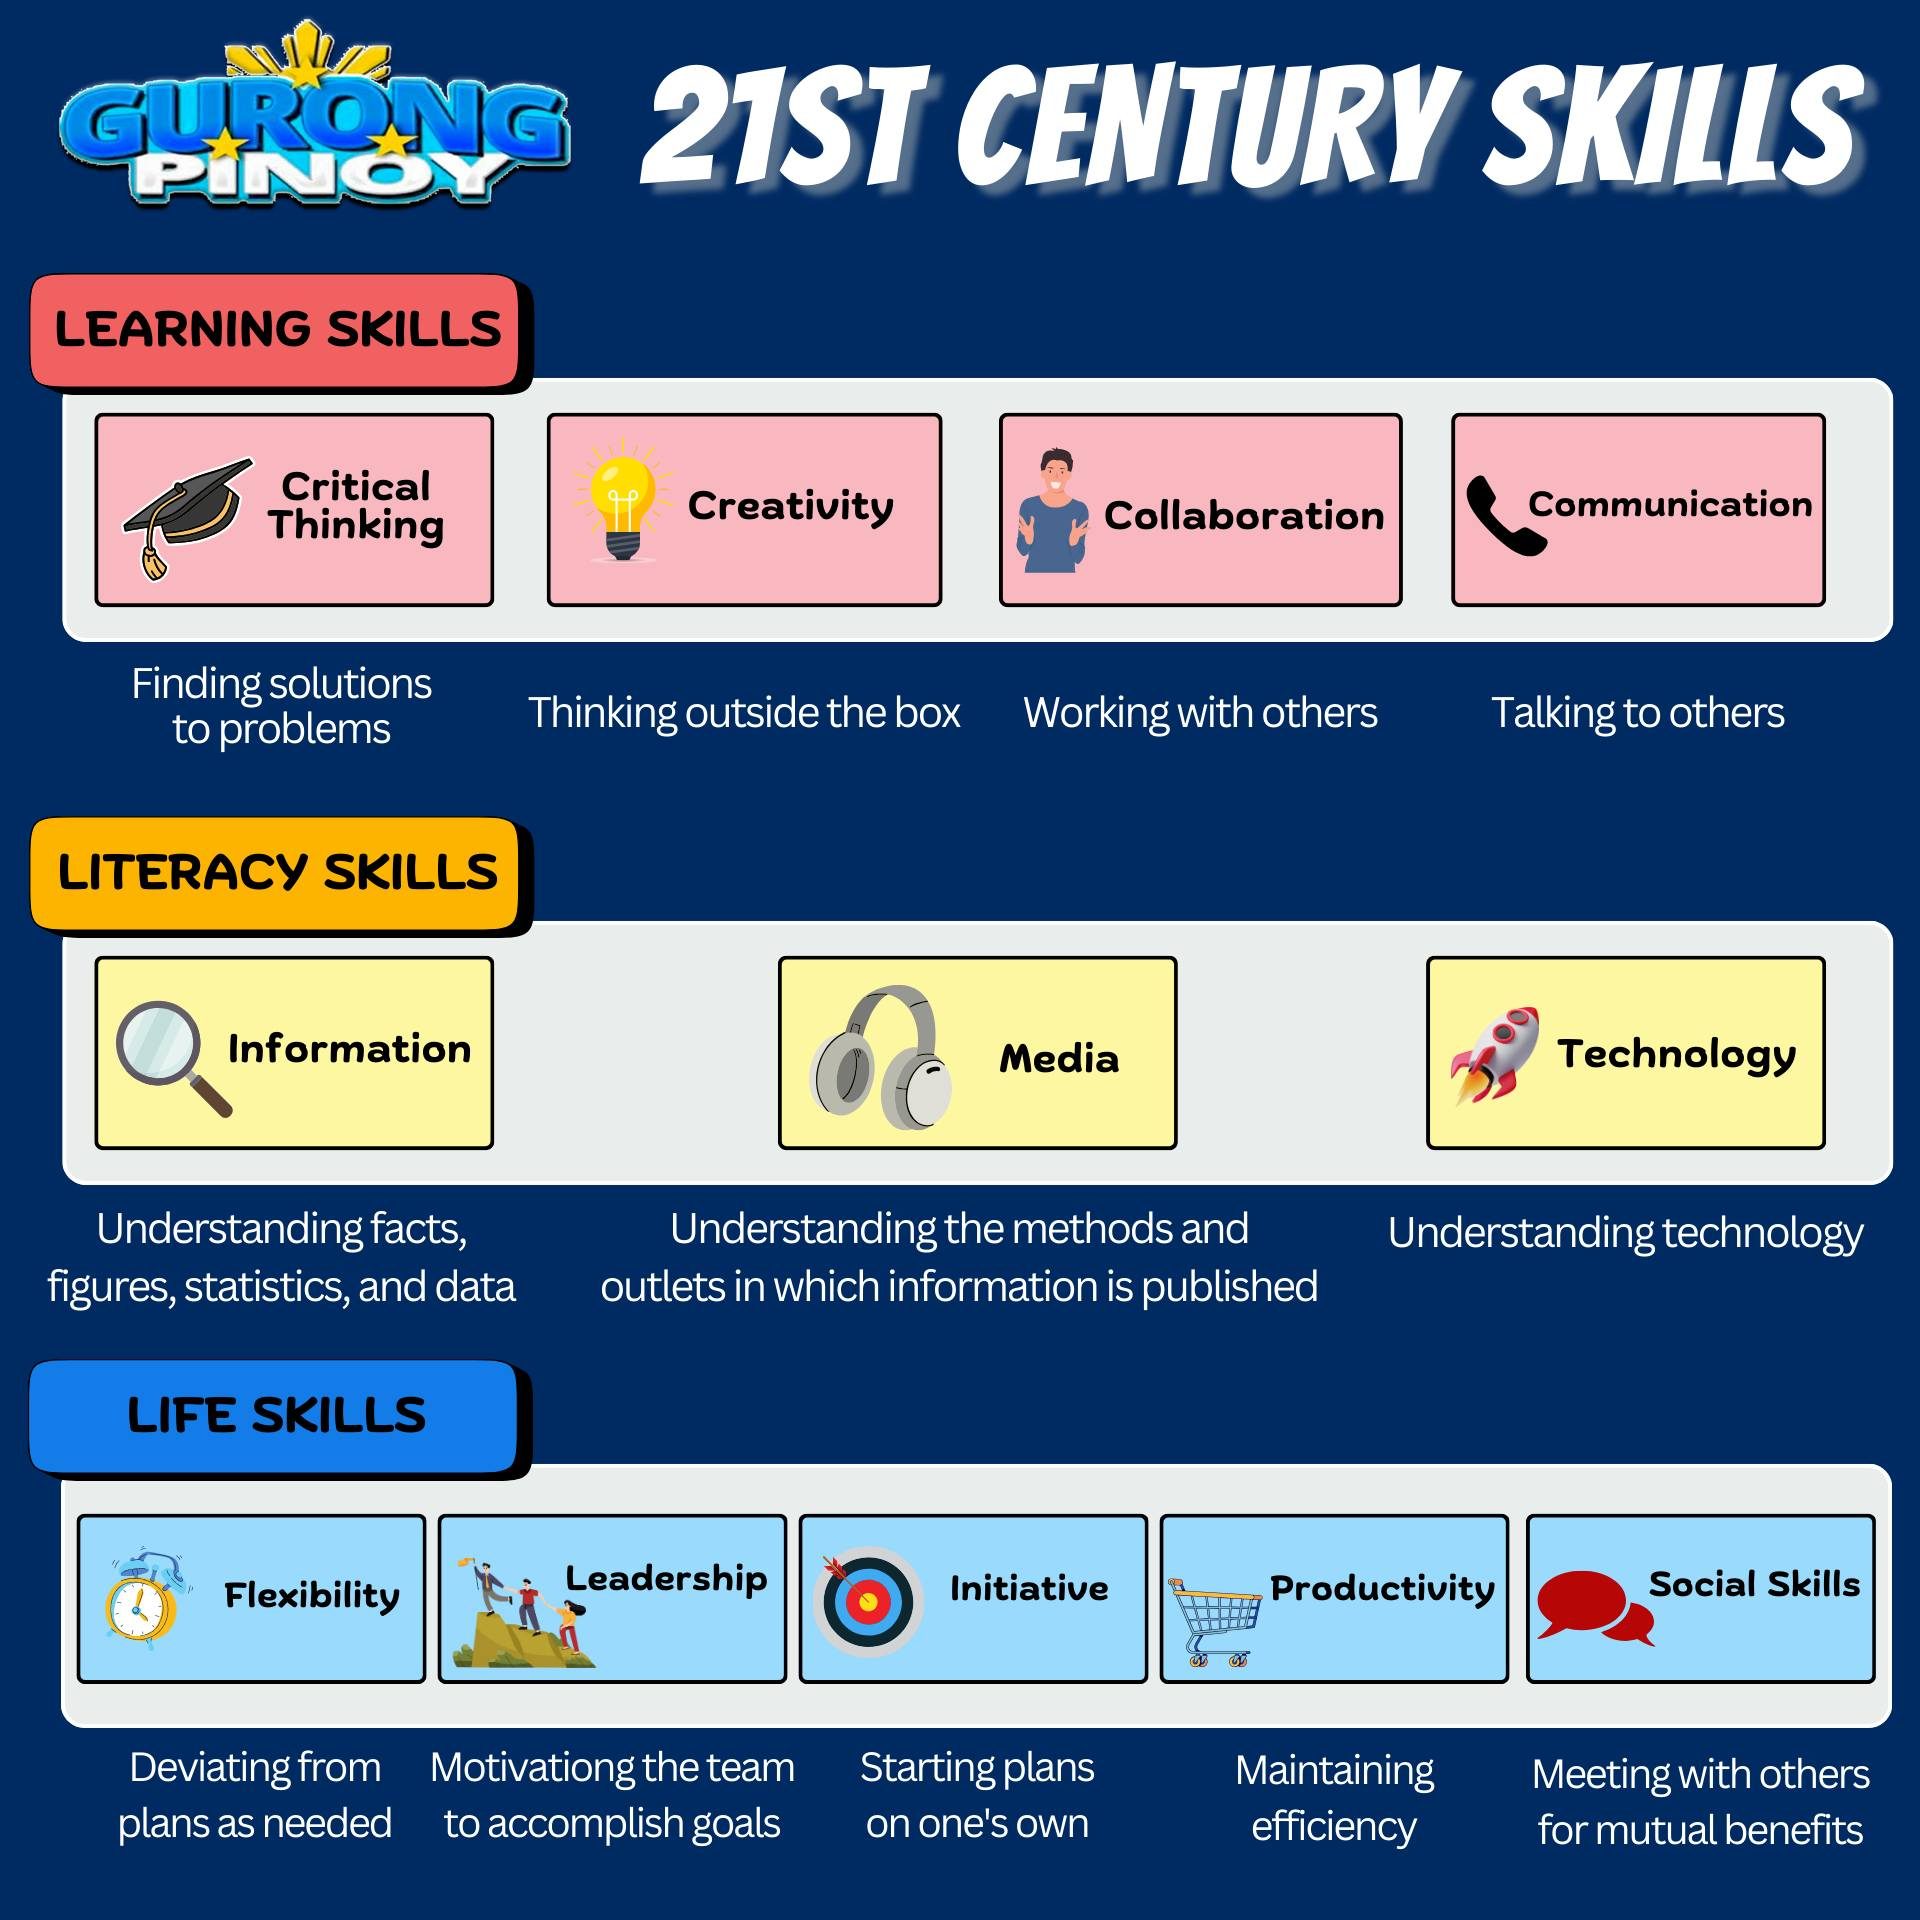 GURONG
PINOY
21ST CENTURY SKILLS
LEARNING SKILLS
Critical
Thinking
Creativity
Collaboration
Communication
Finding solutions
to problems
Thinking outside the box
Working with others
Talking to others
LITERACY SKILLS
Information
Media
Technology
Understanding facts,
figures, statistics, and data
Understanding the methods and
outlets in which information is published
Understanding technology
LIFE SKILLS
Flexibility
Leadership
Initiative
Productivity
Social Skills
Deviating from
plans as needed
Motivationg the team
to accomplish goals
Starting plans
on one's own
Maintaining
efficiency
Meeting with others
for mutual benefits